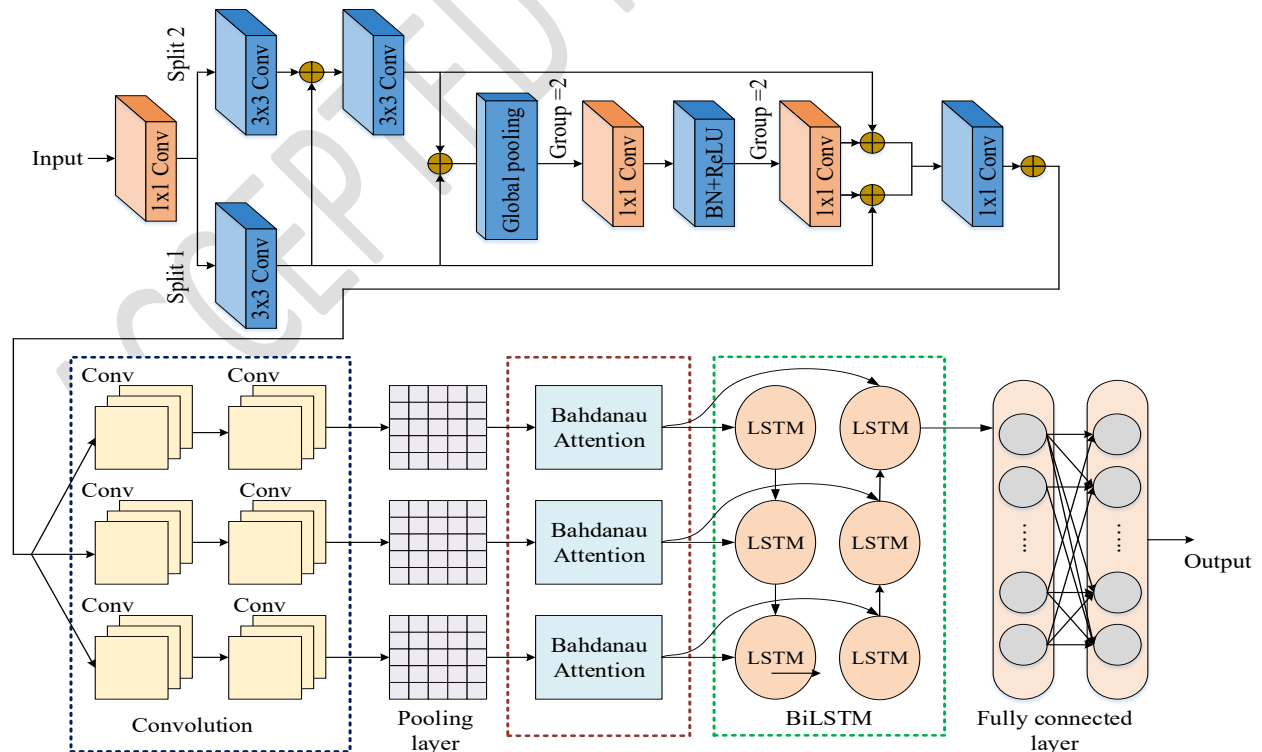 ACCEPTED
Split 2
3x3 Conv
3x3 Conv
Input
1x1 Conv
Global pooling
Group =2
1x1 Conv
BN+ReLU
Group =2
1x1 Conv
1x1 Conv
Split 1
3x3 Conv
Conv
Conv
Bahdanau
Attention
LSTM
LSTM
Conv
Conv
Bahdanau
Attention
LSTM
LSTM
.....
.....
Output
Conv
Conv
Bahdanau
Attention
LSTM
LSTM
Convolution
Pooling
layer
BiLSTM
Fully connected
layer